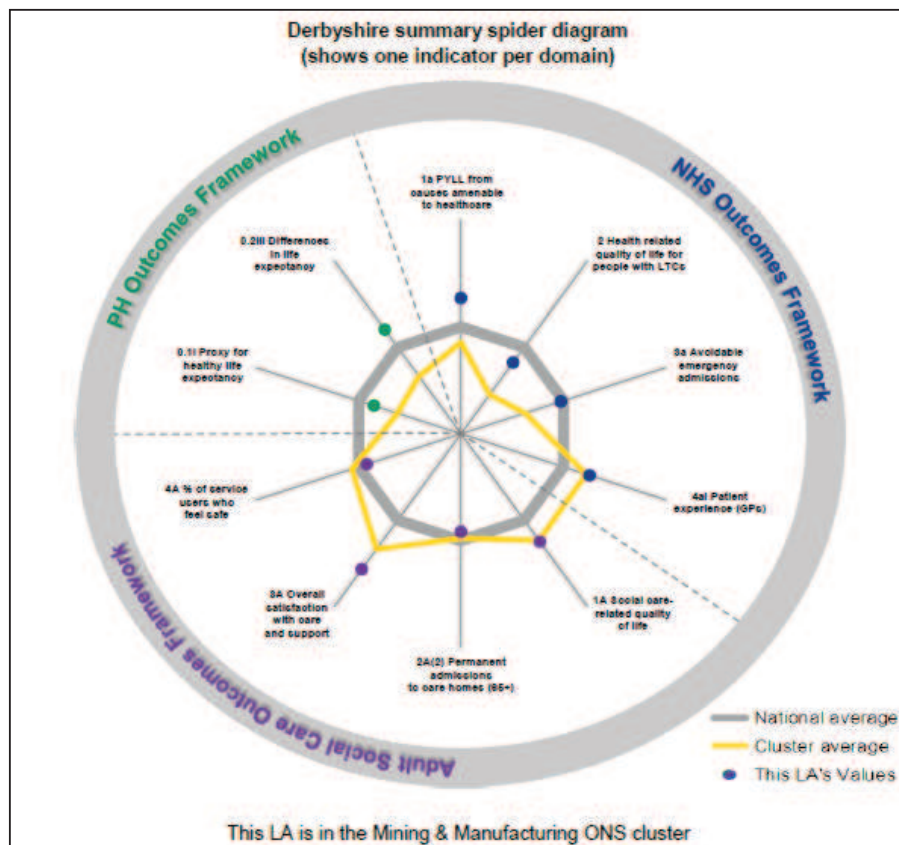 Derbyshire summary spider diagram
(shows one indicator per domain)
PH Outcomes Framework
NHS Outcomes Framework
1a PYLL from
causes amenable
to healthcare
0.2iii Differences
in life
expectancy
2 Health related
quality of life for
people with LTCs
0.1i Proxy for
healthy life
expectancy
3a Avoidable
emergency
admissions
4A % of service
users who
feel safe
4ai Patient
experience (GPs)
3A Overall
satisfaction
with care
and support
1A Social care-
related quality
of life
2A(2) Permanent
admissions
to care homes (65+)
Adult Social Care Outcomes Framework
National average
Cluster average
This LA's Values
This LA is in the Mining & Manufacturing ONS cluster